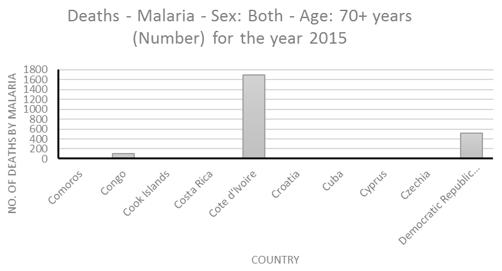 Deaths - Malaria - Sex: Both - Age: 70+ years
(Number) for the year 2015
NO. OF DEATHS BY MALARIA
1800
1600
1400
1200
1000
800
600
400
200
0
Comoros
Congo
Cook Islands
Costa Rica
Cote d'Ivoire
Croatia
Cuba
Cyprus
Czechia
Democratic Republic...
COUNTRY